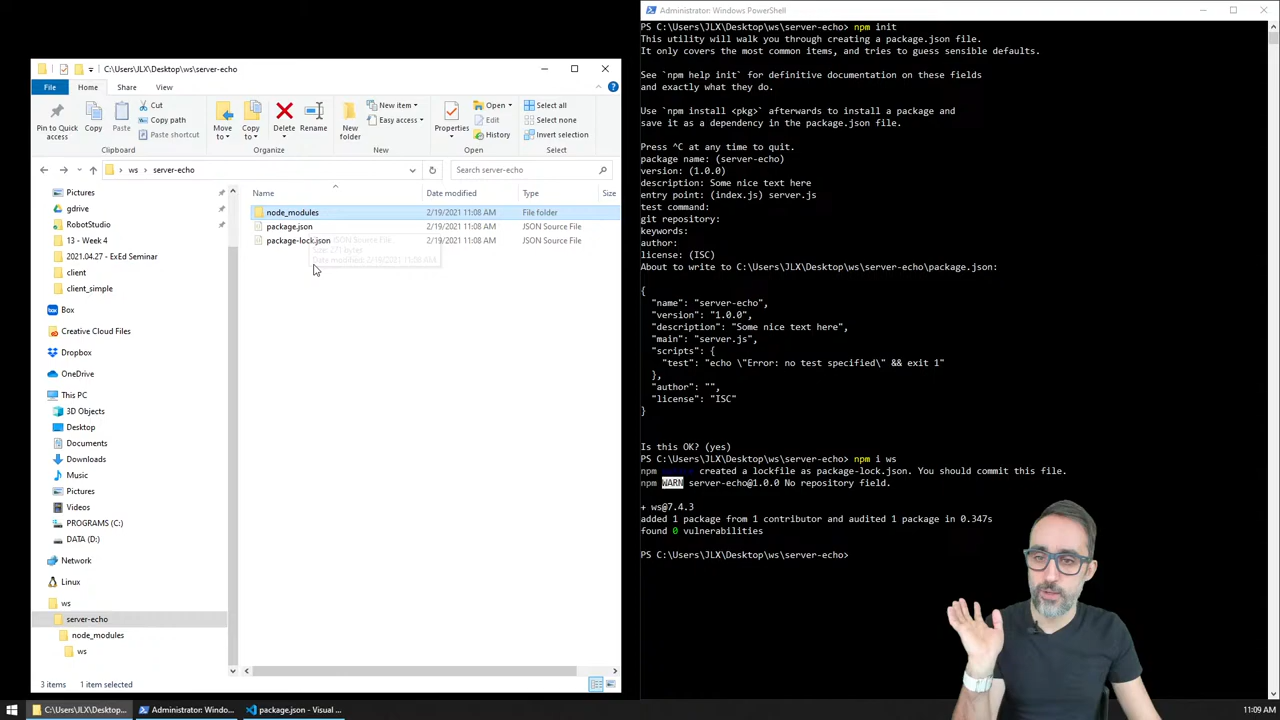 C:\Users\JLX\Desktop\ws\server-echo
File
Home
Share
View
Pin to Quick access
Copy
Paste
Cut
Copy path
Paste shortcut
Clipboard
Move to
Copy to
Delete
Rename
Organize
New folder
New item
Easy access
New
Properties
Open
Edit
History
Open
Select all
Select none
Invert selection
Select
ws
server-echo
Search server-echo
Name
Date modified
Type
Size
node_modules 2/19/2021 11:08 AM File folder
package.json 2/19/2021 11:08 AM JSON Source File
package-lock.json 2/19/2021 11:08 AM JSON Source File
JSON Source File
Size: 271 bytes
Date modified: 2/19/2021 11:08 AM
Pictures
gdrive
RobotStudio
13 - Week 4
2021.04.27 - ExEd Seminar
client
client_simple
Box
Creative Cloud Files
Dropbox
OneDrive
This PC
3D Objects
Desktop
Documents
Downloads
Music
Pictures
Videos
PROGRAMS (C:)
DATA (D:)
Network
Linux
ws
server-echo
node_modules
ws
3 items
1 item selected
Administrator: Windows PowerShell
PS C:\Users\JLX\Desktop\ws\server-echo> npm init
This utility will walk you through creating a package.json file.
It only covers the most common items, and tries to guess sensible defaults.
See `npm help init` for definitive documentation on these fields
and exactly what they do.
Use `npm install <pkg>` afterwards to install a package and
save it as a dependency in the package.json file.
Press ^C at any time to quit.
package name: (server-echo)
version: (1.0.0)
description: Some nice text here
entry point: (index.js) server.js
test command:
git repository:
keywords:
author:
license: (ISC)
About to write to C:\Users\JLX\Desktop\ws\server-echo\package.json:
{
"name": "server-echo",
"version": "1.0.0",
"description": "Some nice text here",
"main": "server.js",
"scripts": {
"test": "echo \"Error: no test specified\" && exit 1"
},
"author": "",
"license": "ISC"
}
Is this OK? (yes)
PS C:\Users\JLX\Desktop\ws\server-echo> npm i ws
npm created a lockfile as package-lock.json. You should commit this file.
npm WARN server-echo@1.0.0 No repository field.
+ ws@7.4.3
added 1 package from 1 contributor and audited 1 package in 0.347s
found 0 vulnerabilities
PS C:\Users\JLX\Desktop\ws\server-echo>
C:\Users\JLX\Desktop...
Administrator: Windo...
package.json - Visual ...
11:09 AM